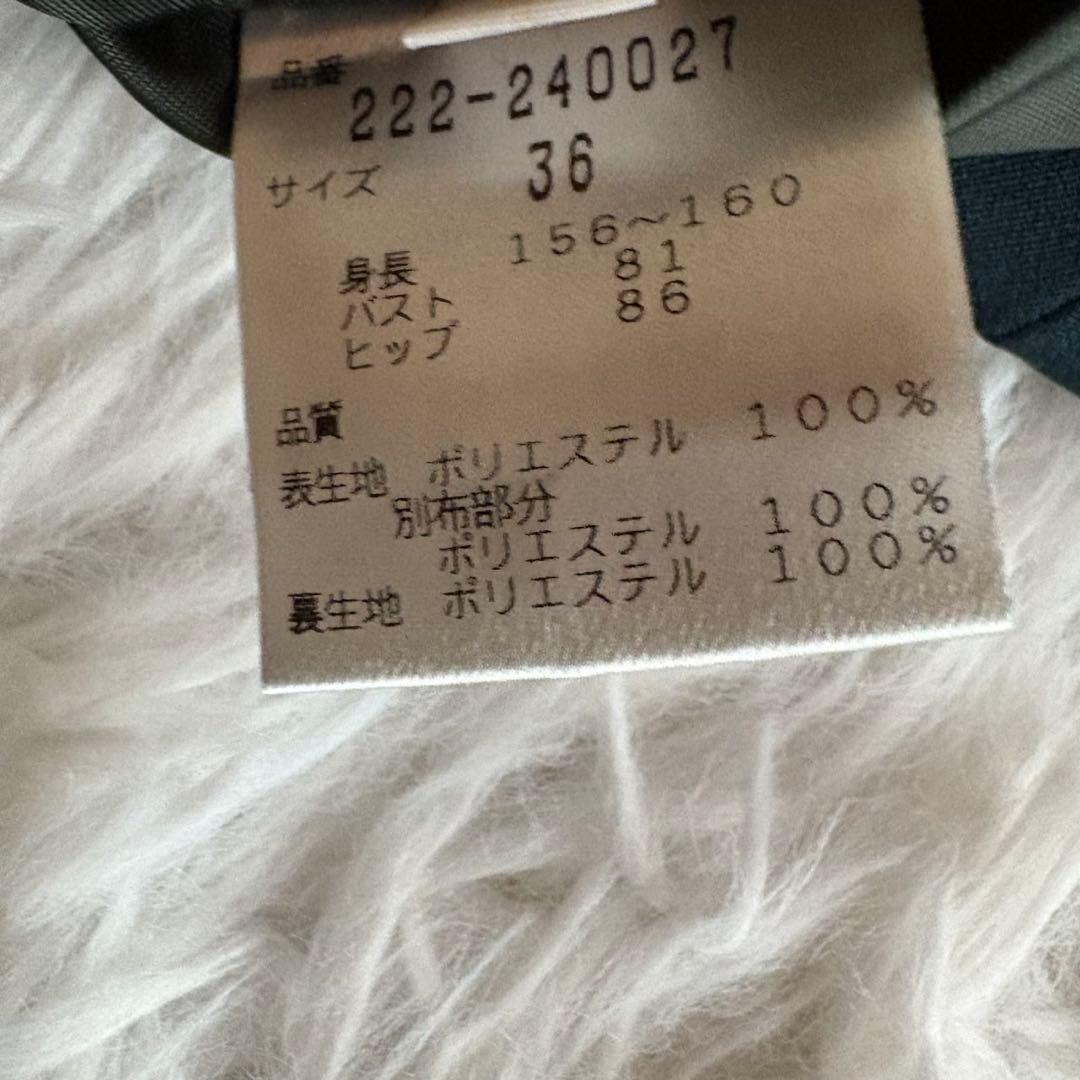 品番 222-240027
サイズ 36
身長 156～160
バスト 81
ヒップ 86
品質
表生地 ポリエステル 100%
別布部分
ポリエステル 100%
裏生地 ポリエステル 100%